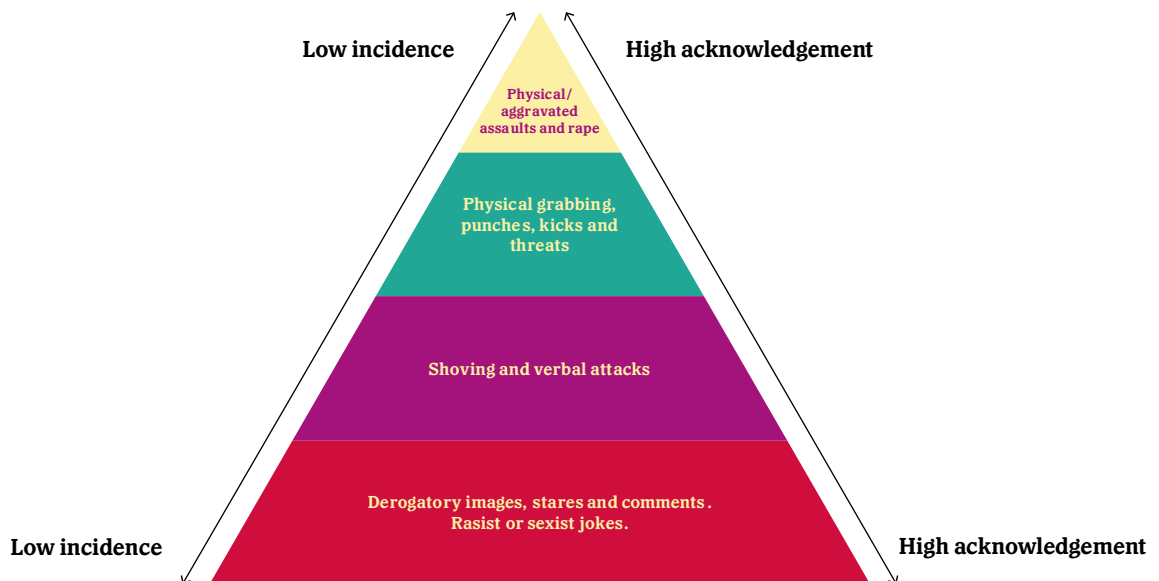 Low incidence
High acknowledgement
Physical/
aggravated
assaults and rape
Physical grabbing,
punches, kicks and
threats
Shoving and verbal attacks
Derogatory images, stares and comments.
Rasist or sexist jokes.
Low incidence
High acknowledgement